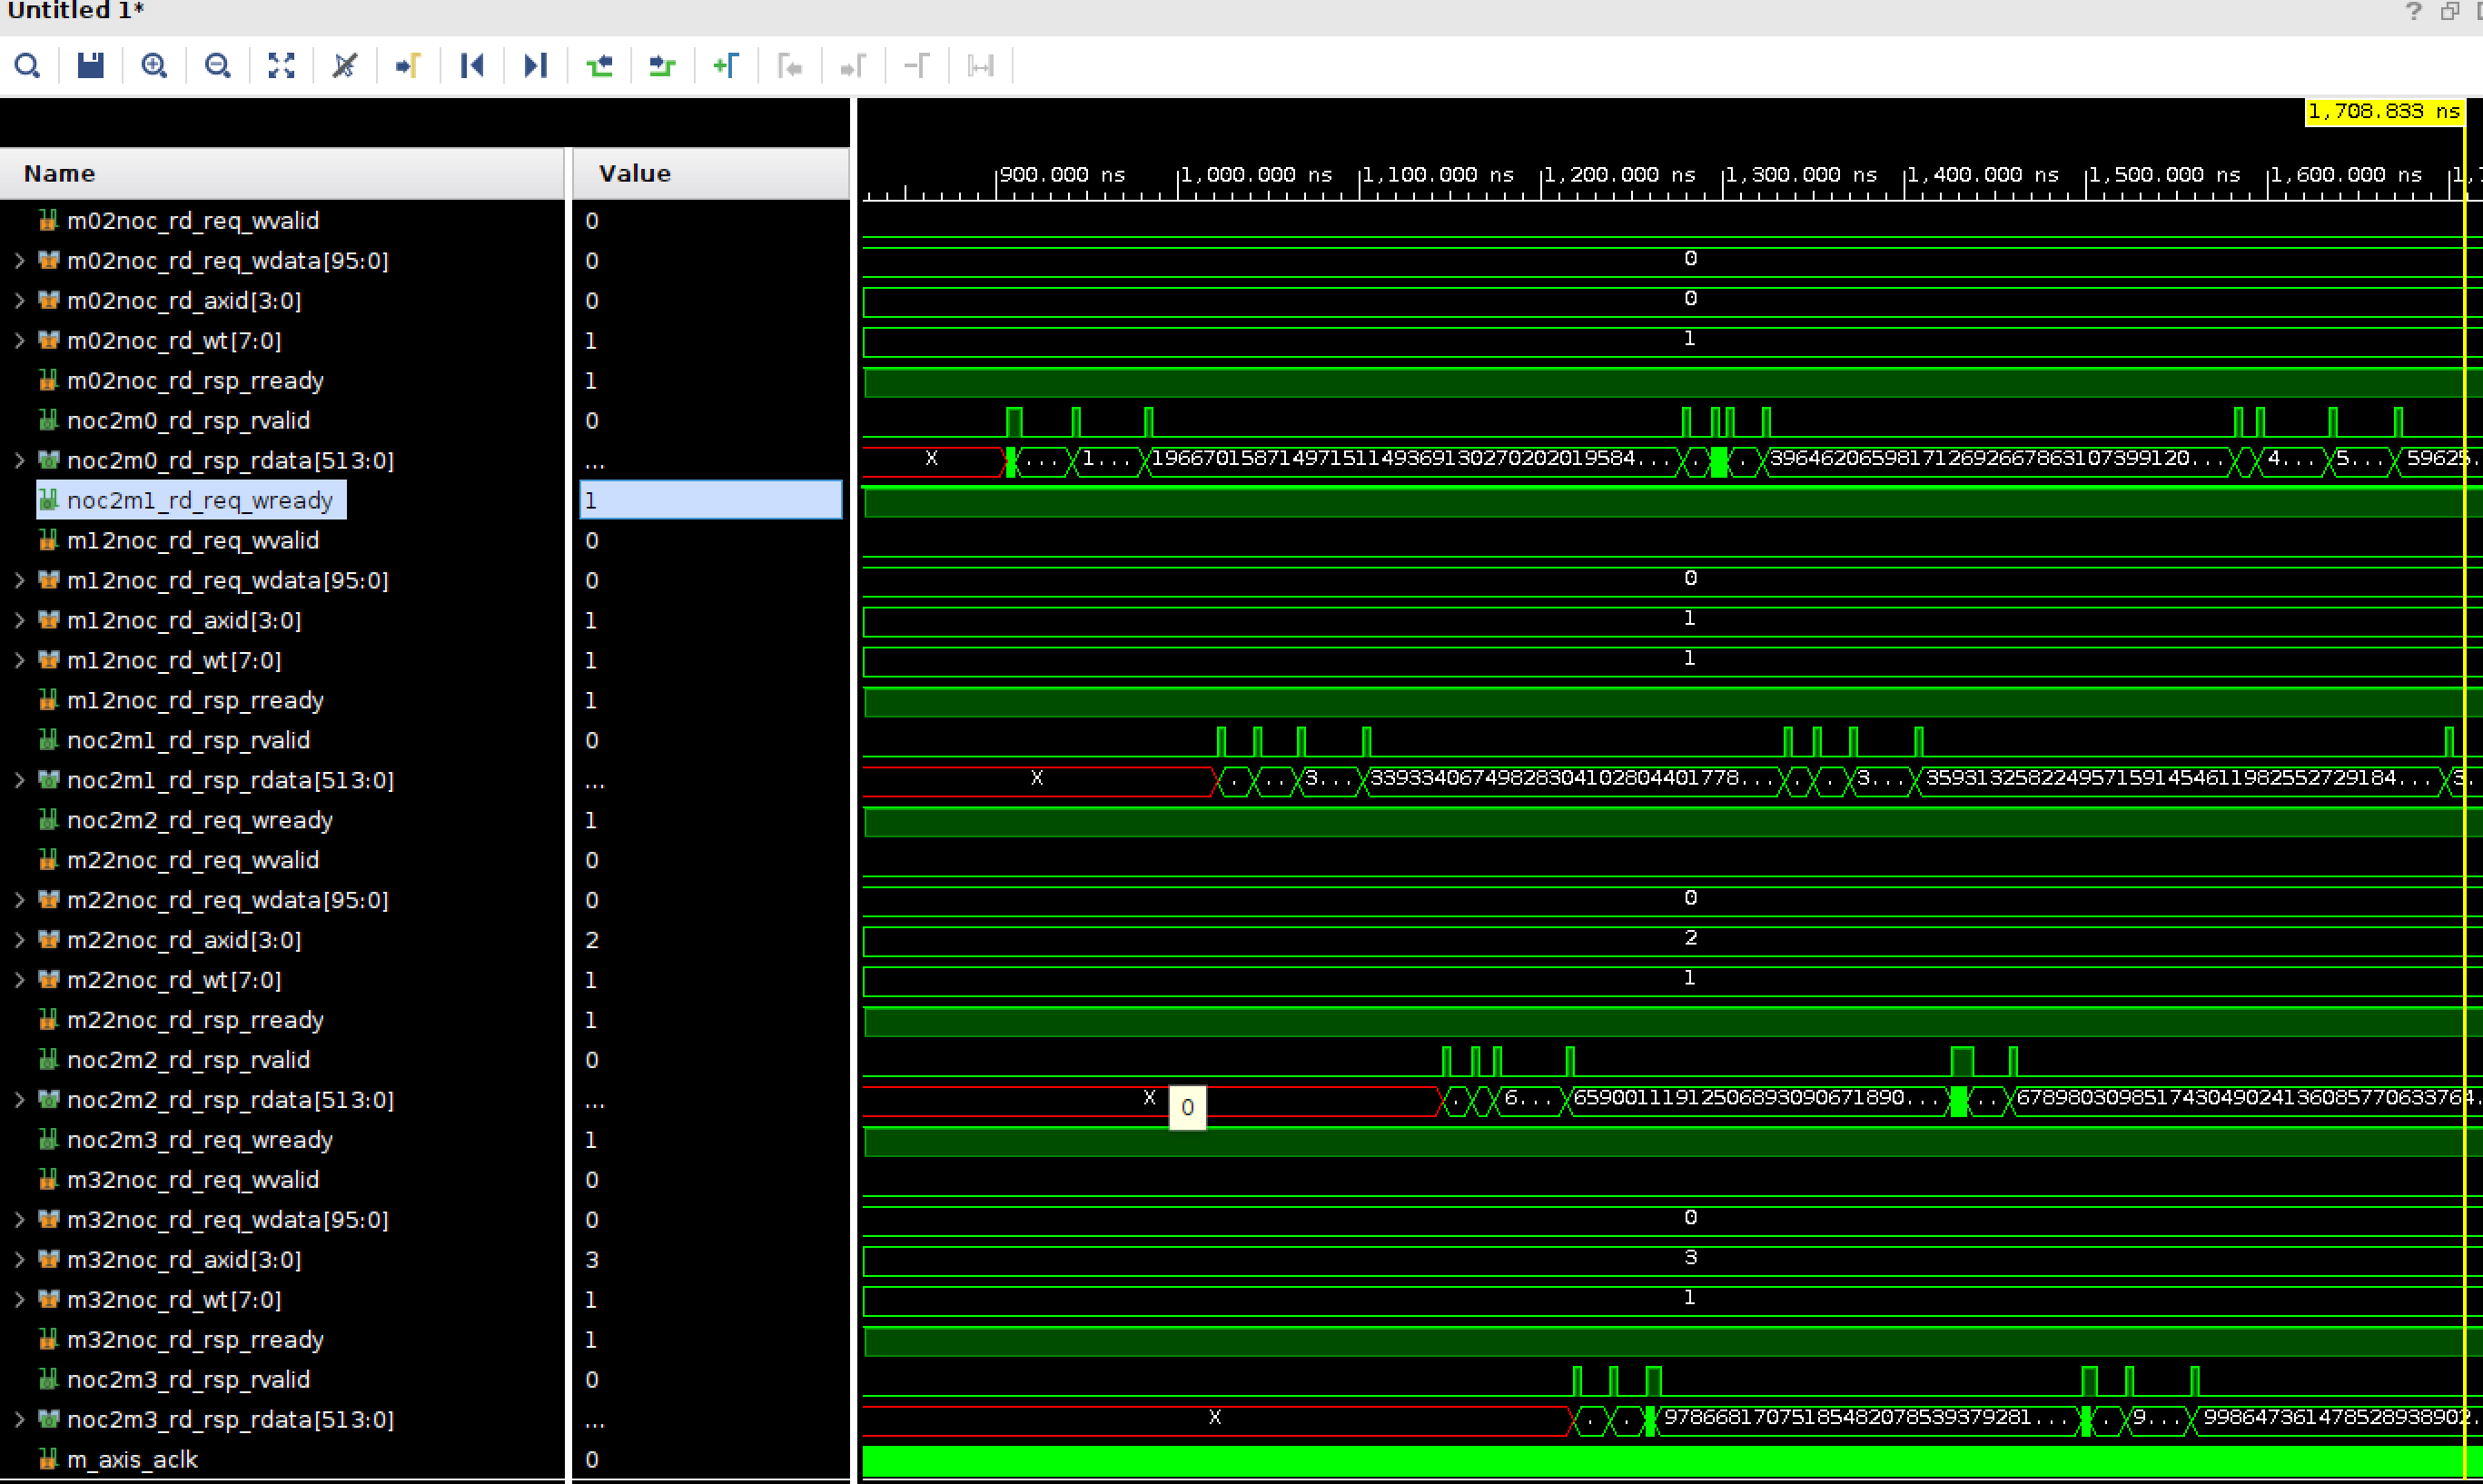 Untitled 1*
?
1,708.833 ns
Name Value
900.000 ns 1,000.000 ns 1,100.000 ns 1,200.000 ns 1,300.000 ns 1,400.000 ns 1,500.000 ns 1,600.000 ns
m02noc_rd_req_wvalid 0
m02noc_rd_req_wdata[95:0] 0 0
m02noc_rd_axid[3:0] 0 0
m02noc_rd_wt[7:0] 1 1
m02noc_rd_rsp_rready 1
noc2m0_rd_rsp_rvalid 0
noc2m0_rd_rsp_rdata[513:0] ... X ... 1... 196670158714971511493691302702020195 84... . . 39646206598171269266786310739912 0... 4... 5... 59625.
noc2m1_rd_req_wready 1
m12noc_rd_req_wvalid 0
m12noc_rd_req_wdata[95:0] 0 0
m12noc_rd_axid[3:0] 1 1
m12noc_rd_wt[7:0] 1 1
m12noc_rd_rsp_rready 1
noc2m1_rd_rsp_rvalid 0
noc2m1_rd_rsp_rdata[513:0] ... X . .. 3... 339334067498283041028044017 78... . . 3... 359313258224957159145461198255272918 4... 3.
noc2m2_rd_req_wready 1
m22noc_rd_req_wvalid 0
m22noc_rd_req_wdata[95:0] 0 0
m22noc_rd_axid[3:0] 2 2
m22noc_rd_wt[7:0] 1 1
m22noc_rd_rsp_rready 1
noc2m2_rd_rsp_rvalid 0
noc2m2_rd_rsp_rdata[513:0] ... X 0 . 6... 659001119125068930906718 90... .. 678980309851743049024136085770633764.
noc2m3_rd_req_wready 1
m32noc_rd_req_wvalid 0
m32noc_rd_req_wdata[95:0] 0 0
m32noc_rd_axid[3:0] 3 3
m32noc_rd_wt[7:0] 1 1
m32noc_rd_rsp_rready 1
noc2m3_rd_rsp_rvalid 0
noc2m3_rd_rsp_rdata[513:0] ... X . . 978668170751854820785393792 81... . 9... 998647361478528938902.
m_axis_aclk 0